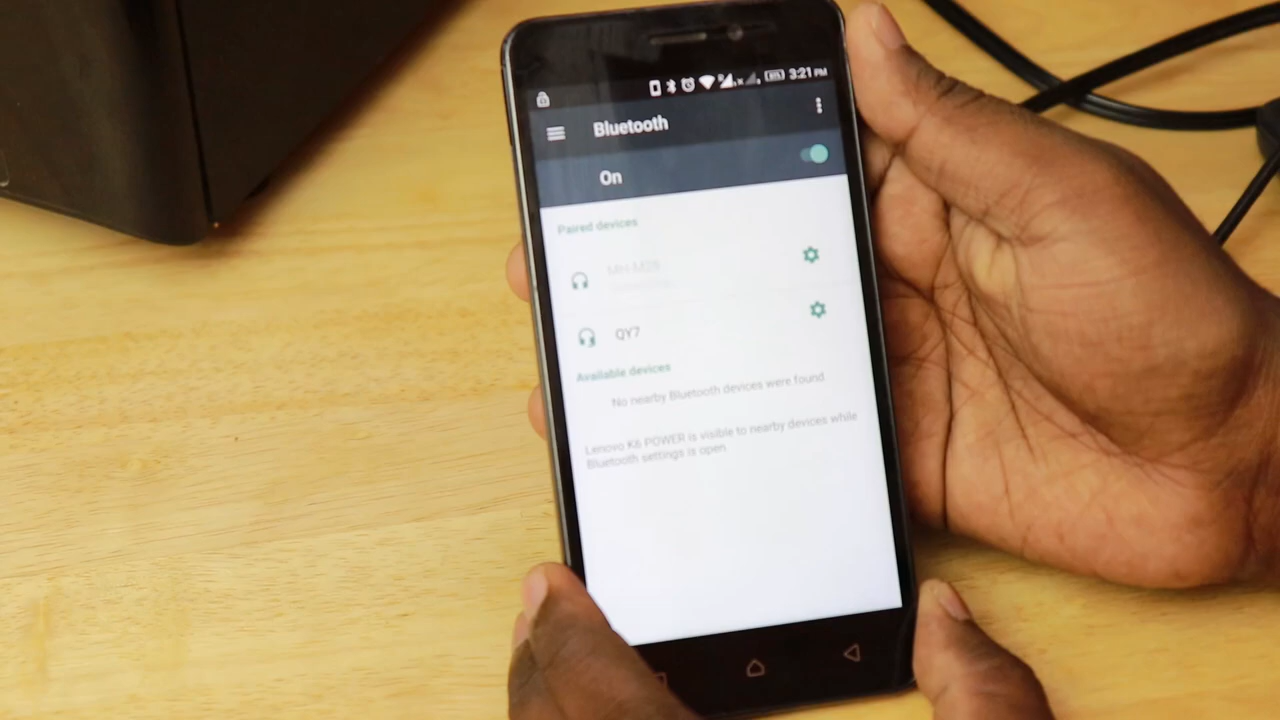 3:21 PM
Bluetooth
On
Paired devices
QY7
Available devices
No nearby Bluetooth devices were found.
Lenovo K6 POWER is visible to nearby devices while
Bluetooth settings is open.